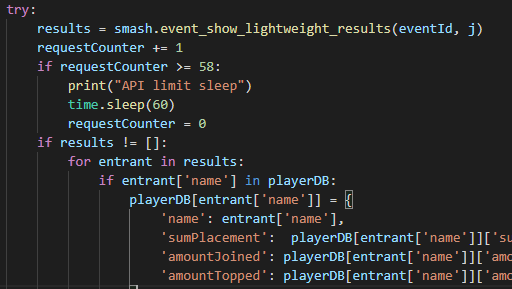 try:
results = smash.event_show_lightweight_results(eventId, j)
requestCounter += 1
if requestCounter >= 58:
print("API limit sleep")
time.sleep(60)
requestCounter = 0
if results != []:
for entrant in results:
if entrant['name'] in playerDB:
playerDB[entrant['name']] = {
'name': entrant['name'],
'sumPlacement':  playerDB[entrant['name']]['su
'amountJoined': playerDB[entrant['name']]['amo
'amountTopped': playerDB[entrant['name']]['amo